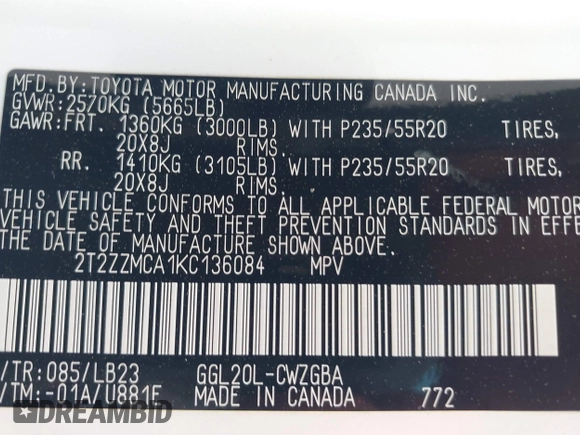 MFD.BY:TOYOTA MOTOR MANUFACTURING CANADA INC.
GVWR:2570KG (5665LB)
GAWR:FRT. 1360KG (3000LB) WITH P235/55R20 TIRES,
20X8J RIMS.
RR. 1410KG (3105LB) WITH P235/55R20 TIRES,
20X8J RIMS.
THIS VEHICLE CONFORMS TO ALL APPLICABLE FEDERAL MOTOR
VEHICLE SAFETY AND THEFT PREVENTION STANDARDS IN EFFE
THE DATE OF MANUFACTURE SHOWN ABOVE.
2T2ZZMCA1KC136084 MPV
/TR:085/LB23 GGL20L-CWZGBA
/TM:-01A/U881F MADE IN CANADA 772
RideSafely